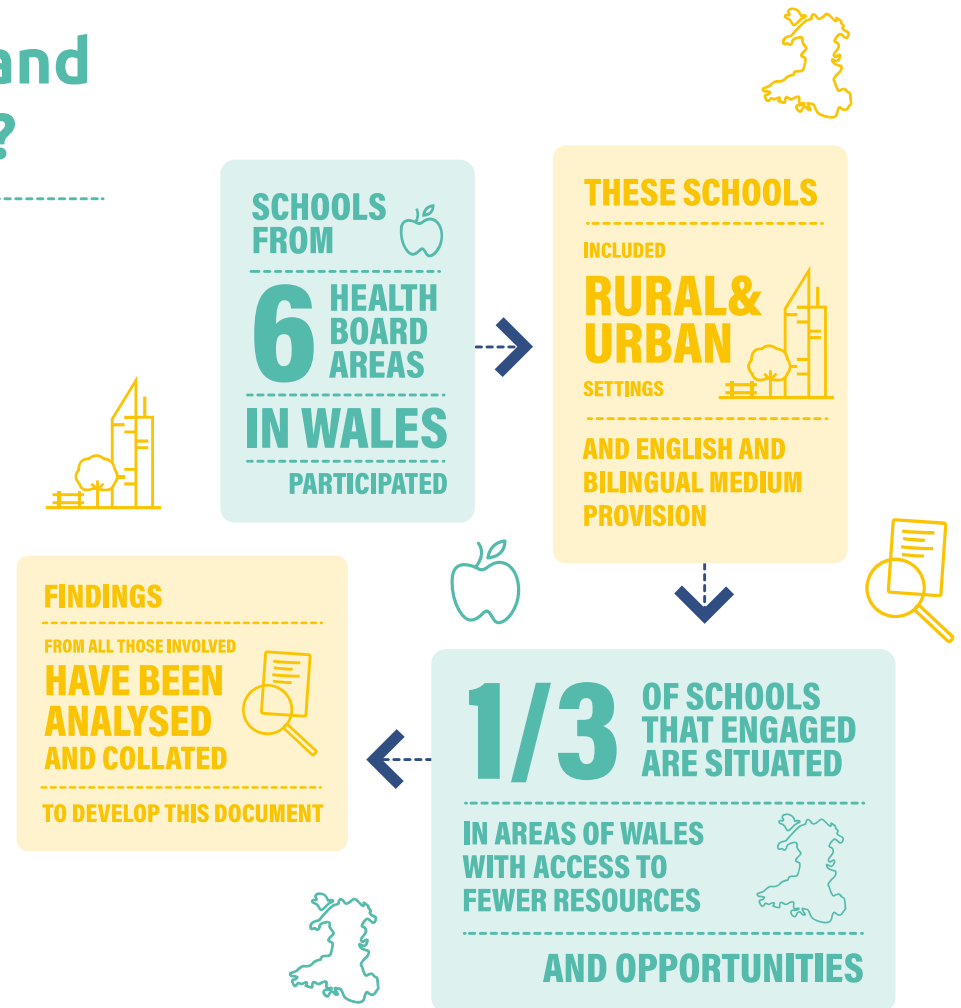 and
?
SCHOOLS
FROM
6 HEALTH
BOARD
AREAS
IN WALES
PARTICIPATED
THESE SCHOOLS
INCLUDED
RURAL&
URBAN
SETTINGS
AND ENGLISH AND
BILINGUAL MEDIUM
PROVISION
1/3 OF SCHOOLS
THAT ENGAGED
ARE SITUATED
IN AREAS OF WALES
WITH ACCESS TO
FEWER RESOURCES
AND OPPORTUNITIES
FINDINGS
FROM ALL THOSE INVOLVED
HAVE BEEN
ANALYSED
AND COLLATED
TO DEVELOP THIS DOCUMENT